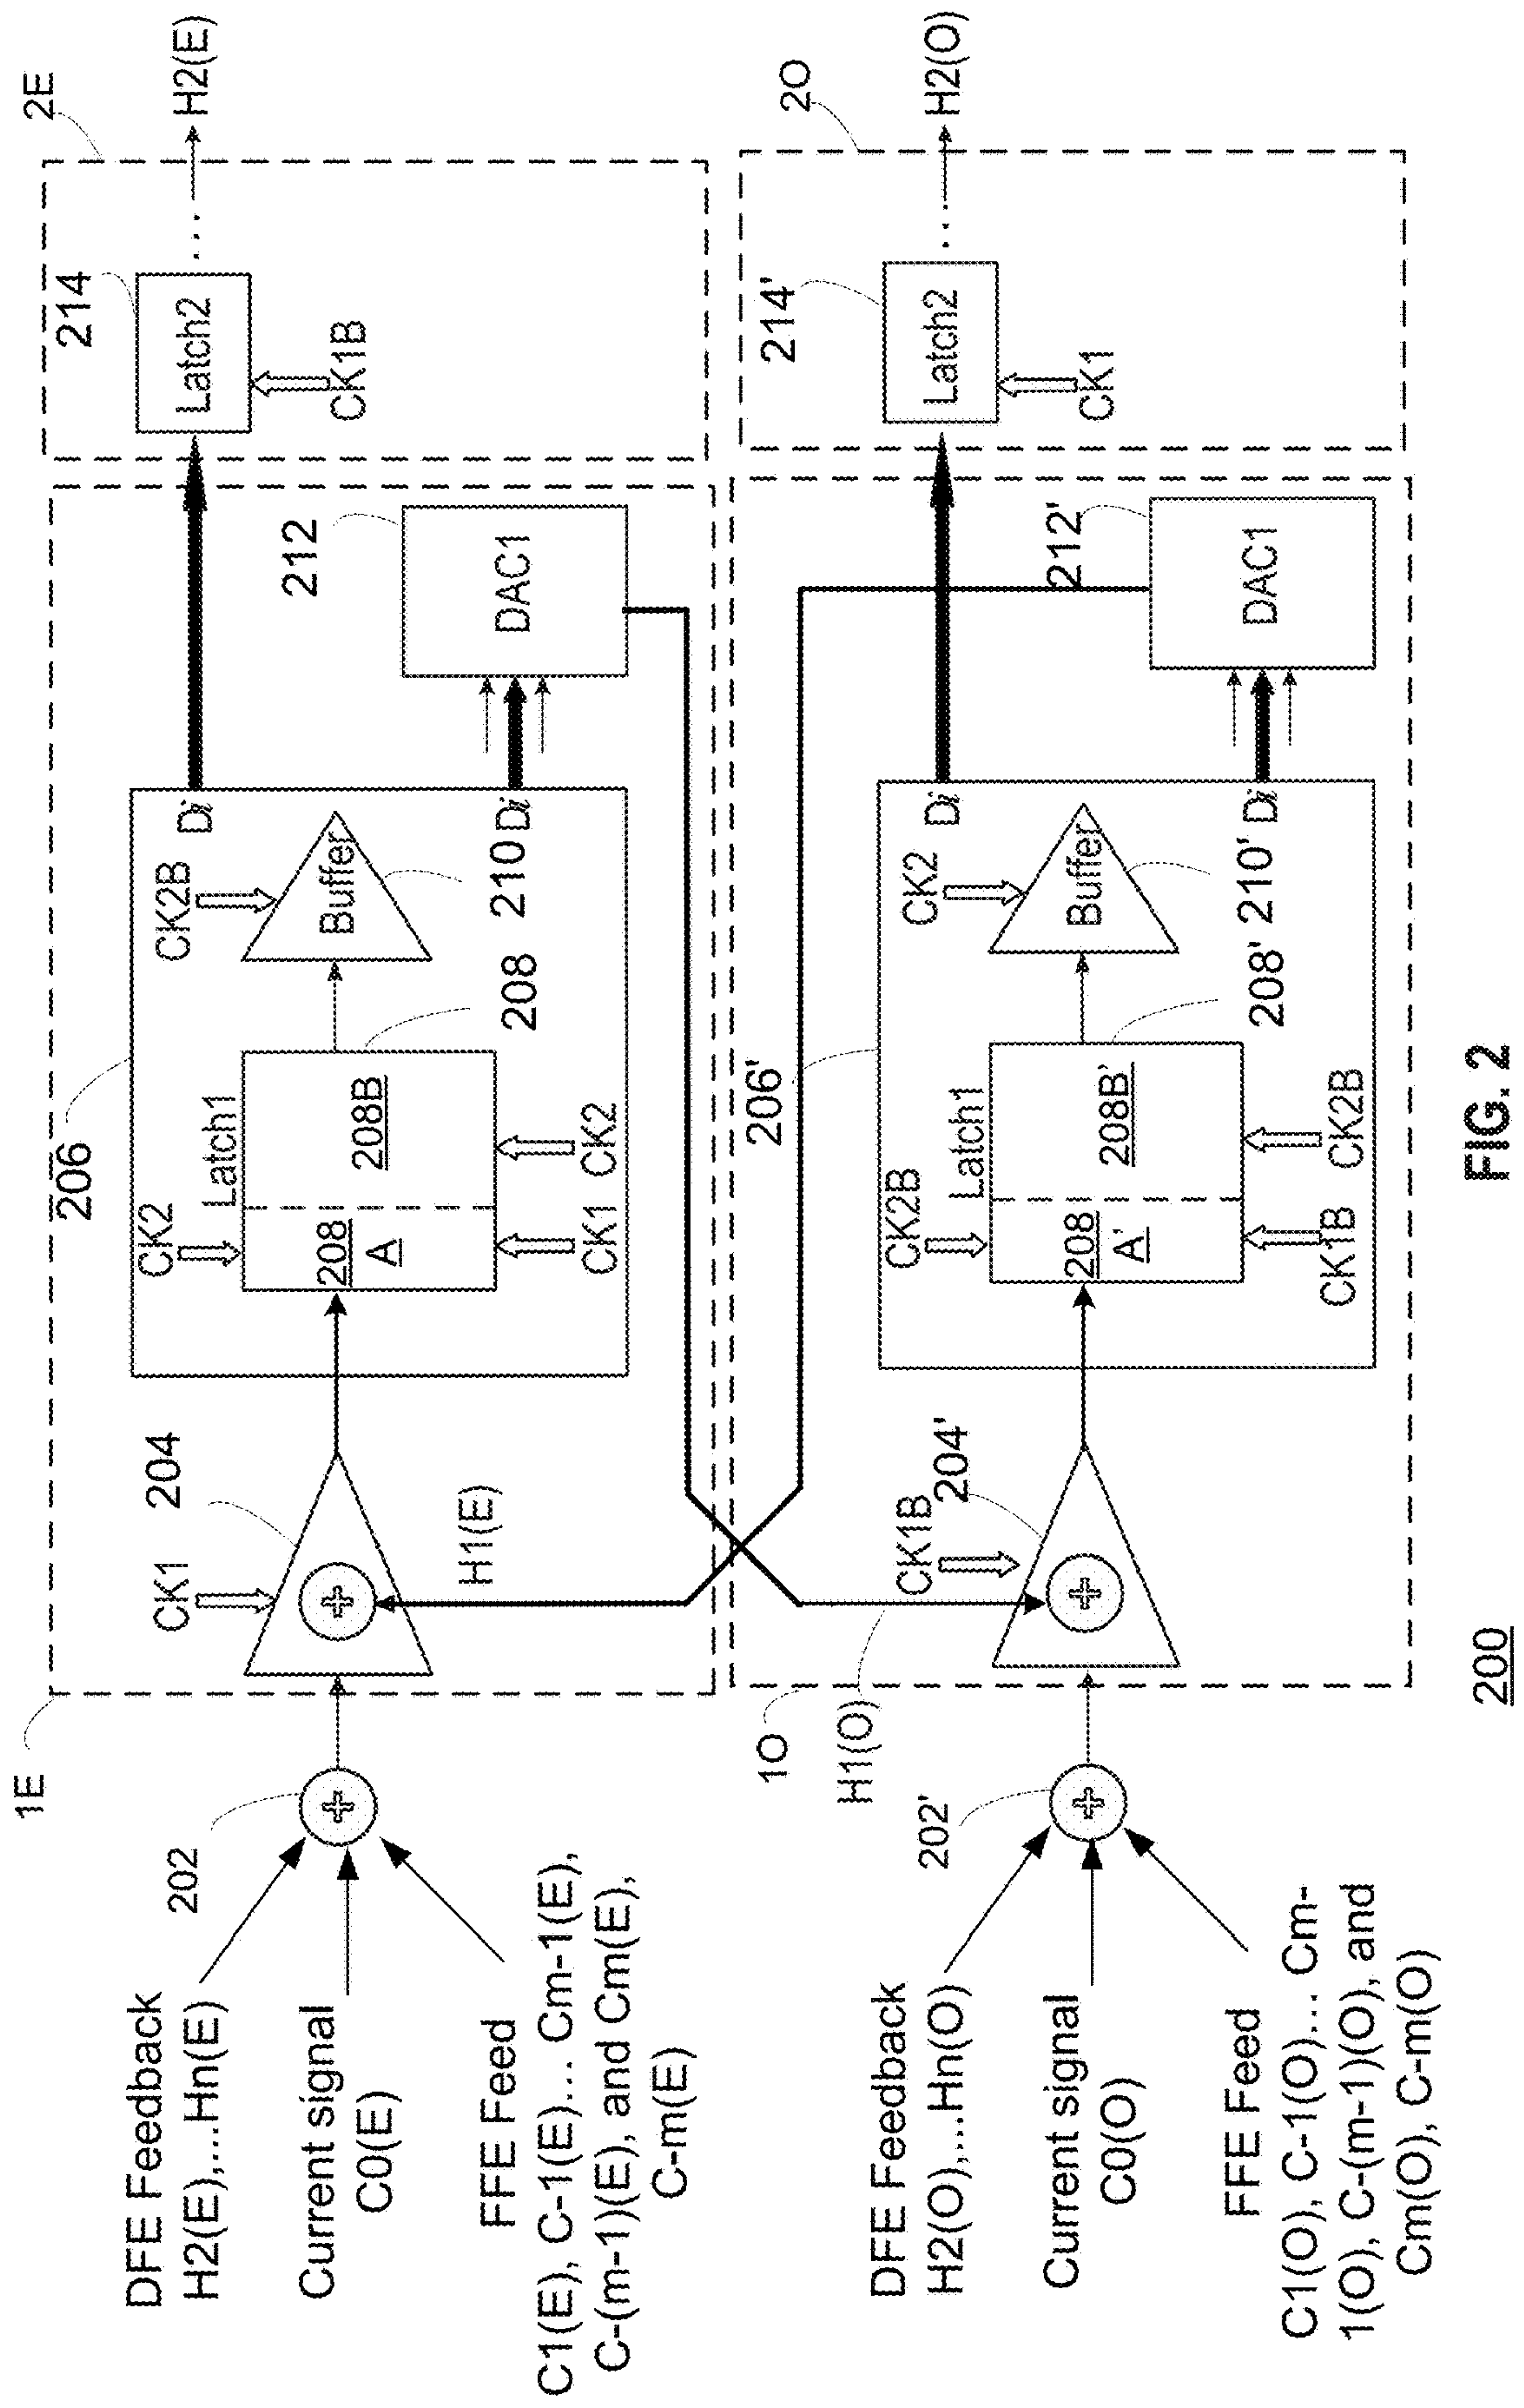 1E
2E
DFE Feedback
H2(E),....Hn(E)
Current signal
C0(E)
FFE Feed
C1(E), C-1(E)... Cm-1(E),
C-(m-1)(E), and Cm(E),
C-m(E)
202
CK1
204
H1(E)
206
CK2
Latch1
208
A
208B
CK1
CK2
208
CK2B
Buffer
210
Di
Di
212
DAC1
214
Latch2
CK1B
...
H2(E)
1O
2O
DFE Feedback
H2(O),....Hn(O)
Current signal
C0(O)
FFE Feed
C1(O), C-1(O)... Cm-
1(O), C-(m-1)(O), and
Cm(O), C-m(O)
202'
H1(O)
CK1B
204'
206'
CK2B
Latch1
208
A'
208B'
CK1B
CK2B
208'
CK2
Buffer
210'
Di
Di
212'
DAC1
214'
Latch2
CK1
...
H2(O)
200
FIG. 2